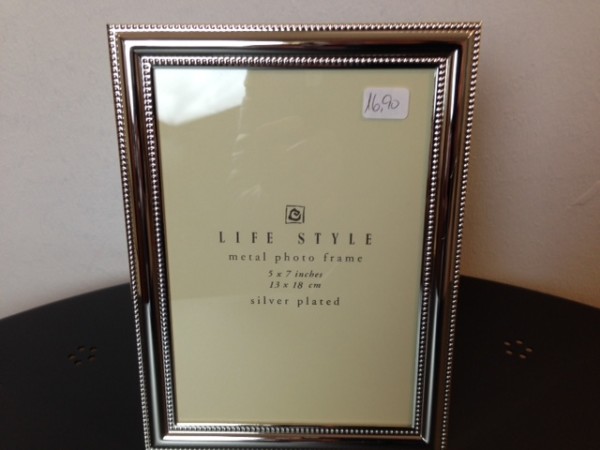 16,90
LIFE STYLE
metal photo frame
5 x 7 inches
13 x 18 cm
silver plated